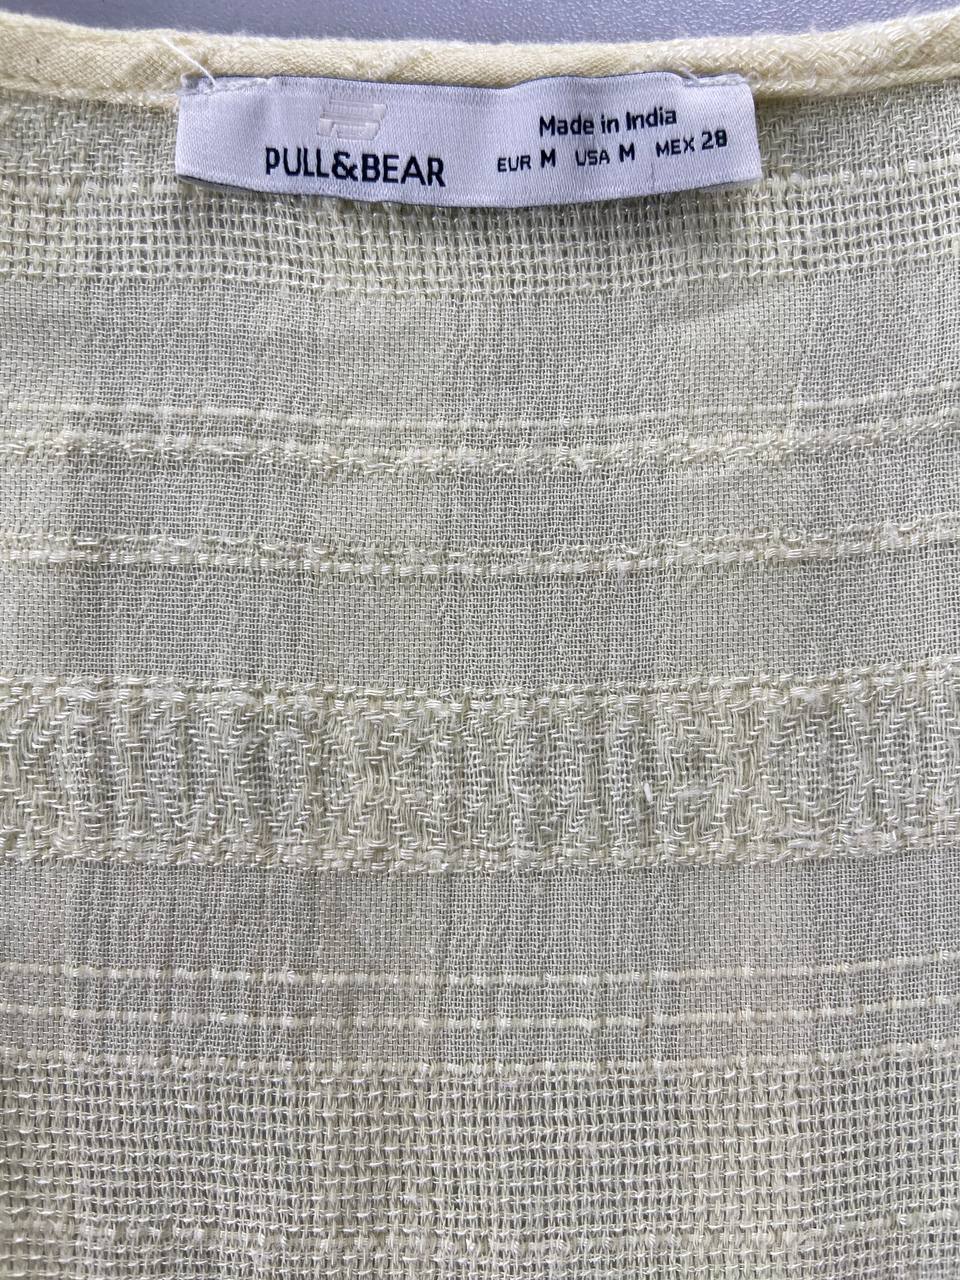 PULL&BEAR
Made in India
EUR M USA M MEX 28